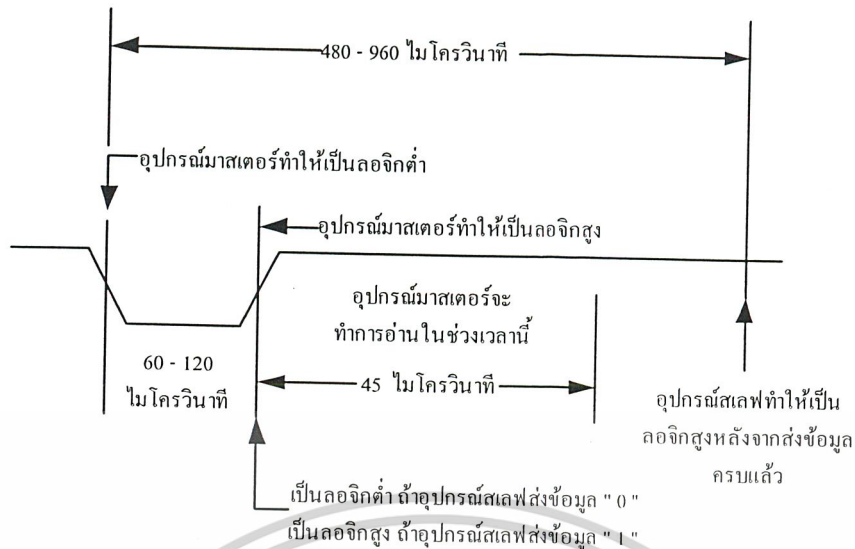 480 - 960 ไมโครวินาที
อุปกรณ์มาสเตอร์ทำให้เป็นลอจิกต่ำ
อุปกรณ์มาสเตอร์ทำให้เป็นลอจิกสูง
อุปกรณ์มาสเตอร์จะ
ทำการอ่านในช่วงเวลานี้
60 - 120
ไมโครวินาที
45 ไมโครวินาที
อุปกรณ์สเลฟทำให้เป็น
ลอจิกสูงหลังจากส่งข้อมูล
ครบแล้ว
เป็นลอจิกต่ำ ถ้าอุปกรณ์สเลฟส่งข้อมูล " 0 "
เป็นลอจิกสูง ถ้าอุปกรณ์สเลฟส่งข้อมูล " 1 "